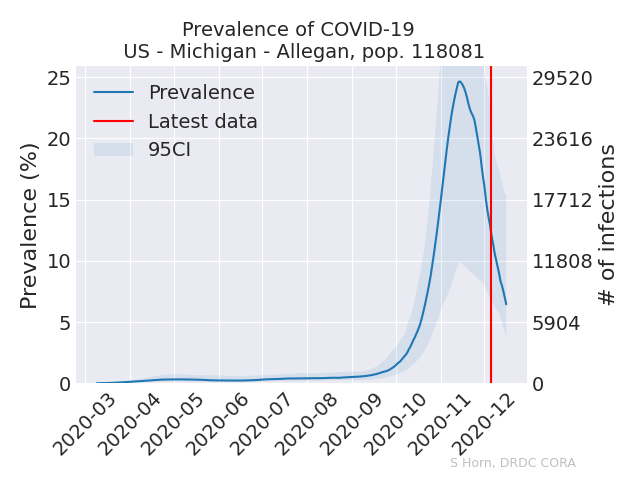 Prevalence of COVID-19
US - Michigan - Allegan, pop. 118081
Prevalence (%)
25
20
15
10
5
0
Prevalence
Latest data
95CI
29520
23616
17712
11808
5904
0
# of infections
2020-03
2020-04
2020-05
2020-06
2020-07
2020-08
2020-09
2020-10
2020-11
2020-12
S Horn, DRDC CORA